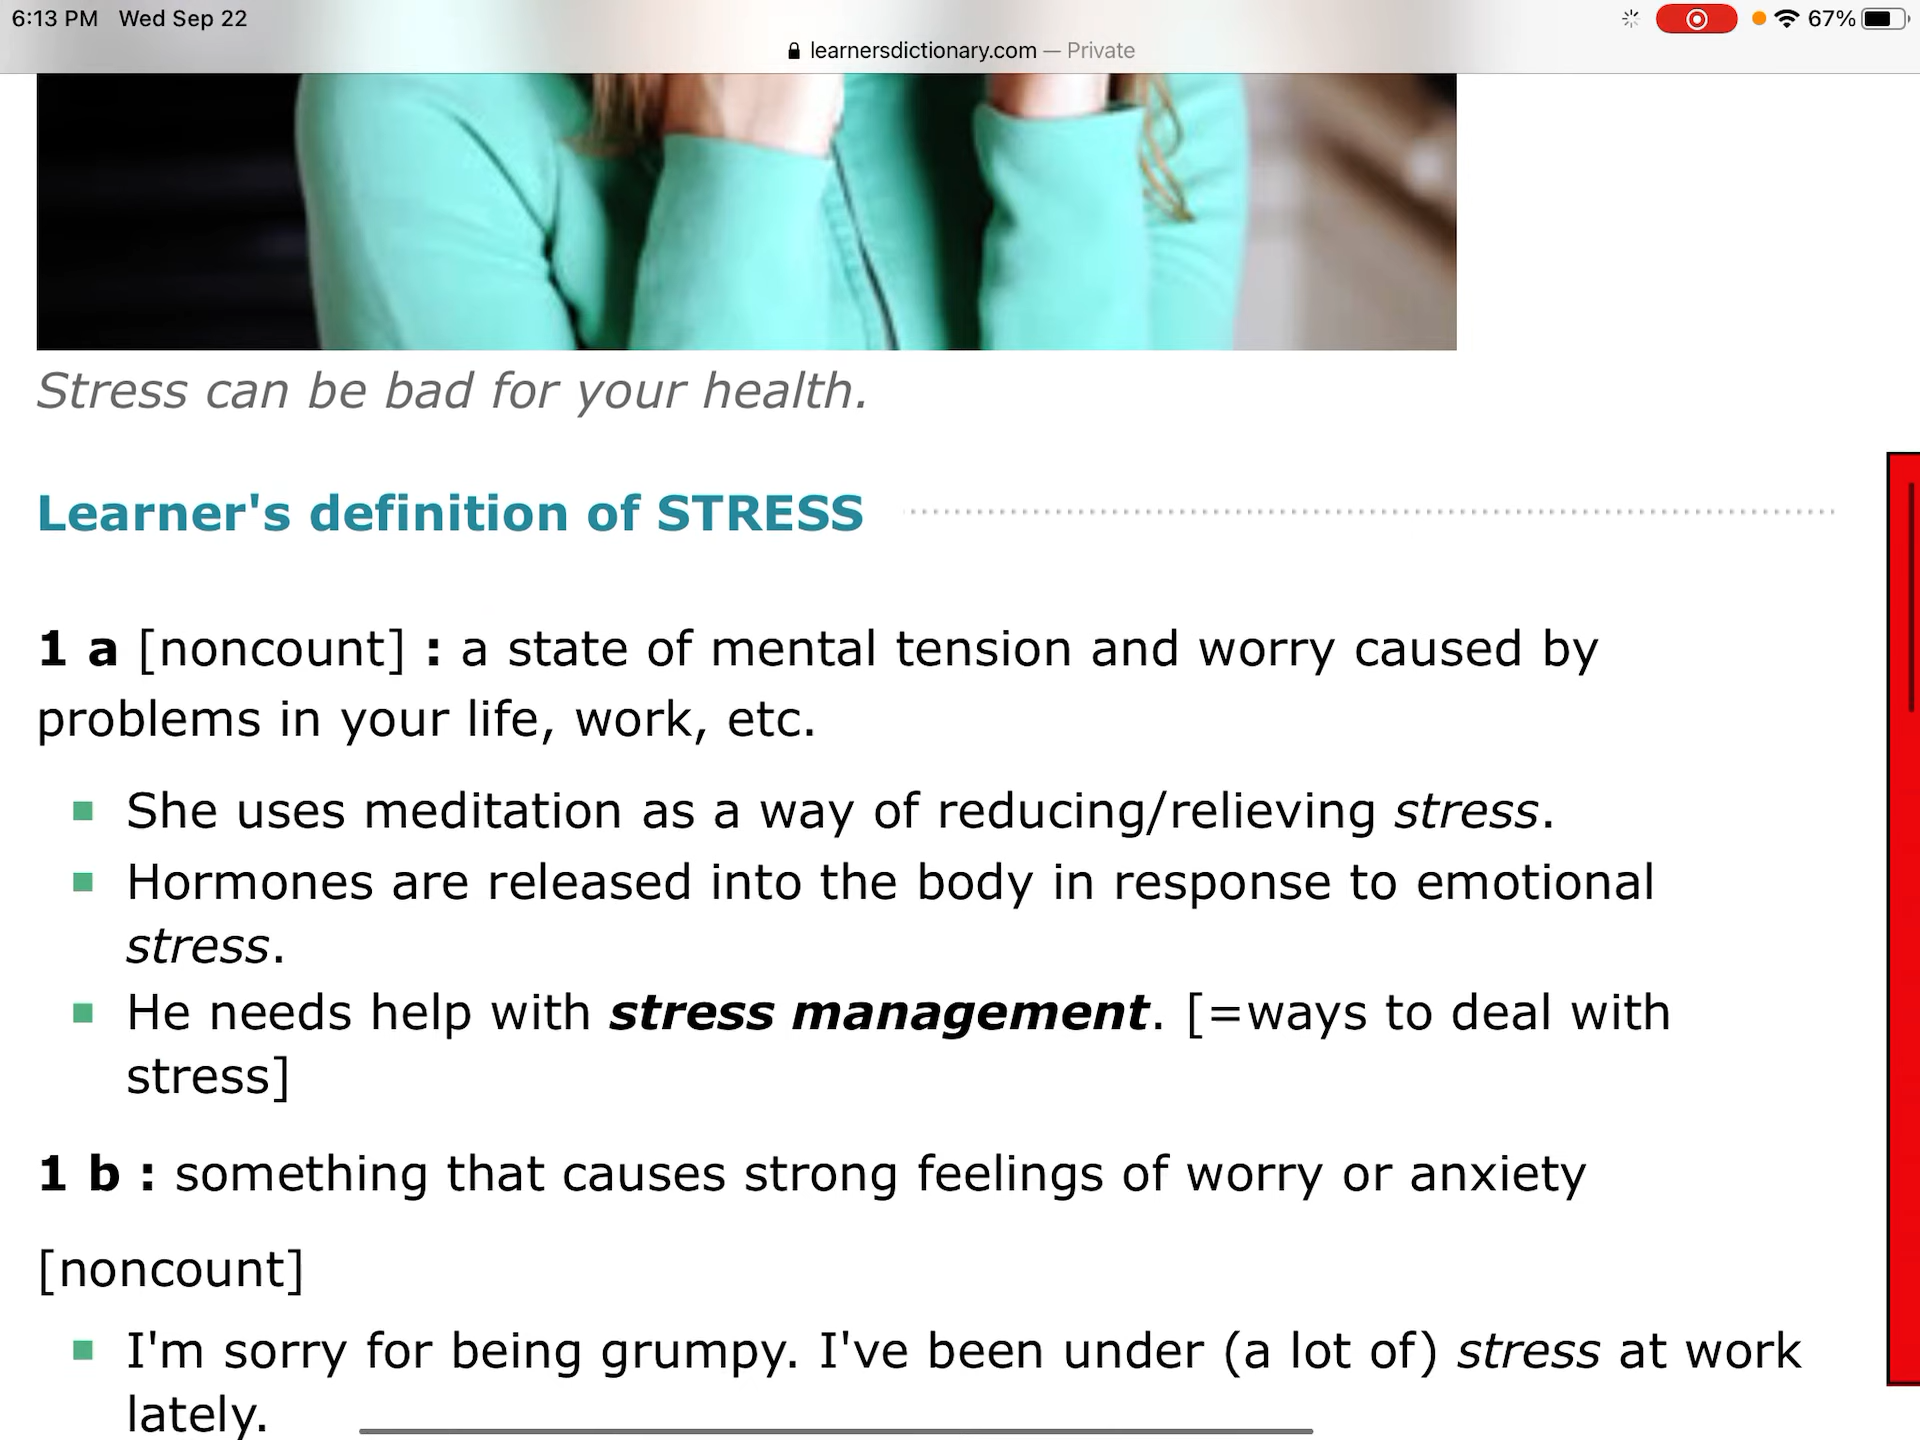 6:13 PM Wed Sep 22
67%
learnersdictionary.com — Private
Stress can be bad for your health.
Learner's definition of STRESS
1 a [noncount] : a state of mental tension and worry caused by
problems in your life, work, etc.
She uses meditation as a way of reducing/relieving stress.
Hormones are released into the body in response to emotional
stress.
He needs help with stress management. [=ways to deal with
stress]
1 b : something that causes strong feelings of worry or anxiety
[noncount]
I'm sorry for being grumpy. I've been under (a lot of) stress at work
lately.